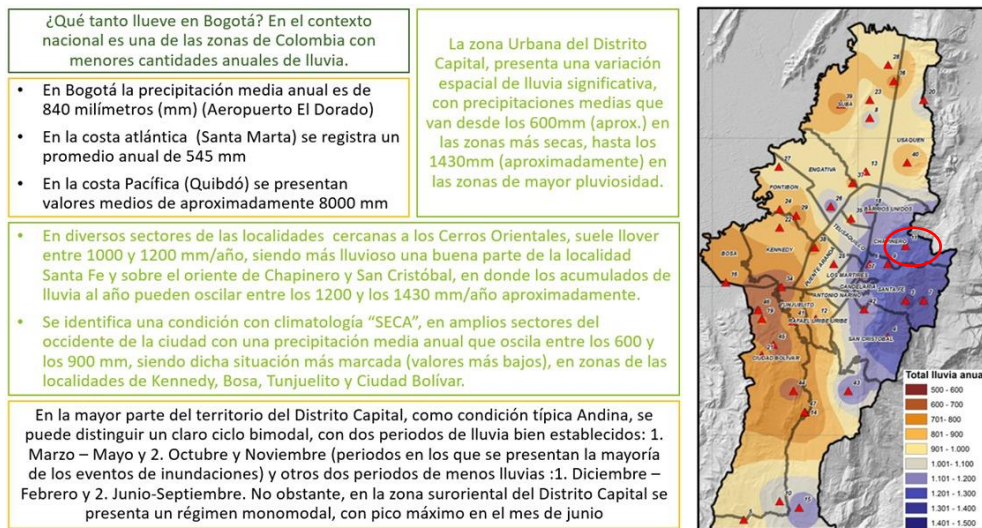 ¿Qué tanto llueve en Bogotá? En el contexto
nacional es una de las zonas de Colombia con
menores cantidades anuales de lluvia.
• En Bogotá la precipitación media anual es de
840 milímetros (mm) (Aeropuerto El Dorado)
• En la costa atlántica (Santa Marta) se registra un
promedio anual de 545 mm
• En la costa Pacífica (Quibdó) se presentan
valores medios de aproximadamente 8000 mm
La zona Urbana del Distrito
Capital, presenta una variación
espacial de lluvia significativa,
con precipitaciones medias que
van desde los 600mm (aprox.) en
las zonas más secas, hasta los
1430mm (aproximadamente) en
las zonas de mayor pluviosidad.
• En diversos sectores de las localidades cercanas a los Cerros Orientales, suele llover
entre 1000 y 1200 mm/año, siendo más lluvioso una buena parte de la localidad
Santa Fe y sobre el oriente de Chapinero y San Cristóbal, en donde los acumulados de
lluvia al año pueden oscilar entre los 1200 y los 1430 mm/año aproximadamente.
• Se identifica una condición con climatología “SECA”, en amplios sectores del
occidente de la ciudad con una precipitación media anual que oscila entre los 600 y
los 900 mm, siendo dicha situación más marcada (valores más bajos), en zonas de las
localidades de Kennedy, Bosa, Tunjuelito y Ciudad Bolívar.
En la mayor parte del territorio del Distrito Capital, como condición típica Andina, se
puede distinguir un claro ciclo bimodal, con dos periodos de lluvia bien establecidos: 1.
Marzo – Mayo y 2. Octubre y Noviembre (periodos en los que se presentan la mayoría
de los eventos de inundaciones) y otros dos periodos de menos lluvias :1. Diciembre –
Febrero y 2. Junio-Septiembre. No obstante, en la zona suroriental del Distrito Capital se
presenta un régimen monomodal, con pico máximo en el mes de junio
SUBA
USAQUEN
ENGATIVA
FONTIBON
BARRIOS UNIDOS
TEUSAQUILLO
CHAPINERO
KENNEDY
BOSA
PUENTE ARANDA
LOS MARTIRES
CANDELARIA
SANTA FE
ANTONIO NARIÑO
TUNJUELITO
RAFAEL URIBE URIBE
SAN CRISTOBAL
CIUDAD BOLIVAR
Total lluvia anual
500 - 600
600 - 700
701- 800
801 - 900
901 - 1.000
1.001 - 1.100
1.101 - 1.200
1.201 - 1.300
1.301 - 1.400
1.401 - 1.500